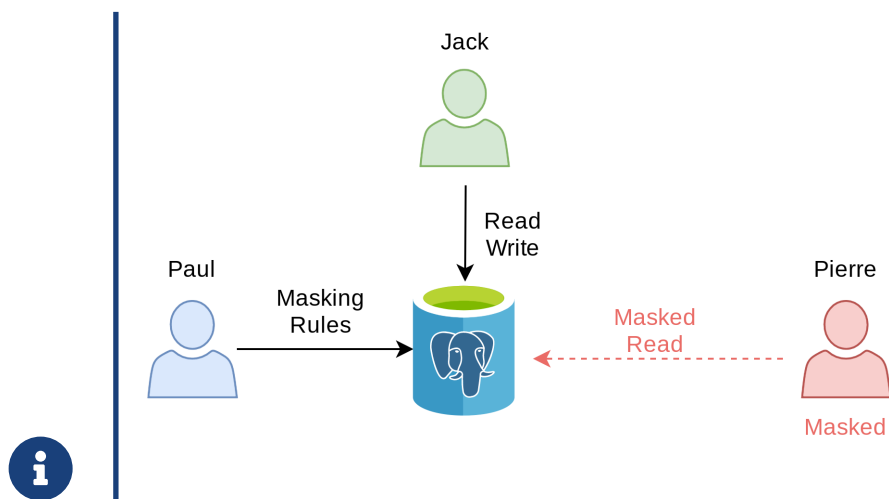 Jack
Read
Write
Paul
Masking
Rules
Pierre
Masked
Read
Masked